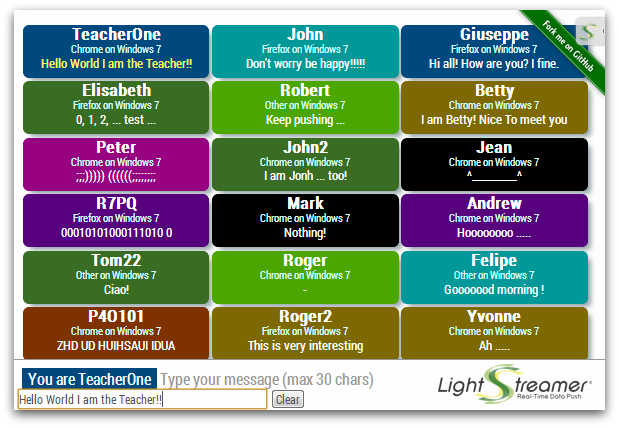 TeacherOne
Chrome on Windows 7
Hello World I am the Teacher!!
John
Firefox on Windows 7
Don't worry be happy!!!!!
Giuseppe
Firefox on Windows 7
Hi all! How are you? I fine.
Fork me on GitHub
Elisabeth
Firefox on Windows 7
0, 1, 2, ... test ...
Robert
Other on Windows 7
Keep pushing ...
Betty
Chrome on Windows 7
I am Betty! Nice To meet you
Peter
Chrome on Windows 7
;;;))))) ((((((;;;;;;;;
John2
Chrome on Windows 7
I am Jonh ... too!
Jean
Chrome on Windows 7
^_________^
R7PQ
Firefox on Windows 7
00010101000111010 0
Mark
Chrome on Windows 7
Nothing!
Andrew
Chrome on Windows 7
Hoooooooo .....
Tom22
Other on Windows 7
Ciao!
Roger
Chrome on Windows 7
-
Felipe
Other on Windows 7
Gooooood morning !
P4O101
Chrome on Windows 7
ZHD UD HUIHSAUI IDUA
Roger2
Firefox on Windows 7
This is very interesting
Yvonne
Chrome on Windows 7
Ah .....
You are TeacherOne Type your message (max 30 chars)
Hello World I am the Teacher!! Clear
LightStreamer
Real-Time Data Push